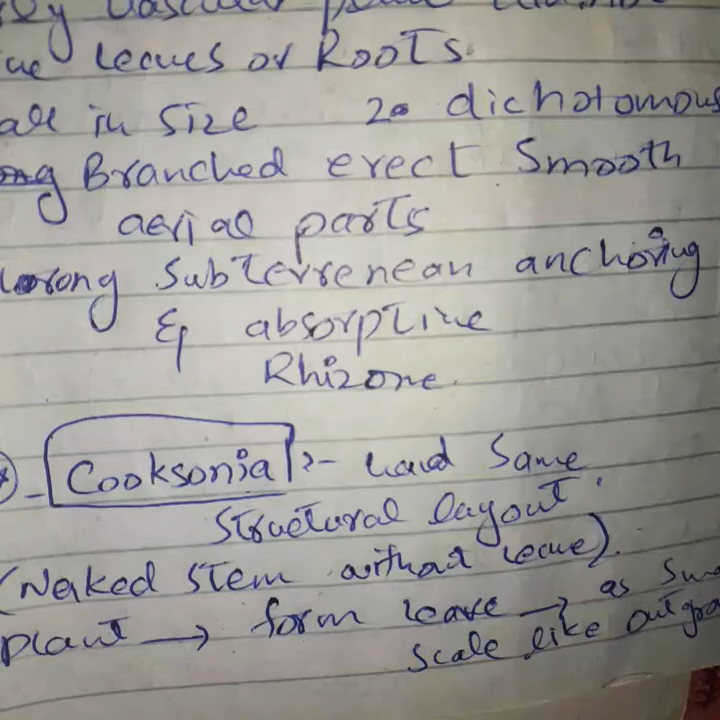 leaves or Roots.
in size 2. dichotomous
Branched erect Smooth
aerial parts
Subterrenean anchoring
& absorptive
Rhizone.
Cooksonia :- had Same
Structural layout.
(Naked Stem without leave).
plant → form leave → as
Scale like